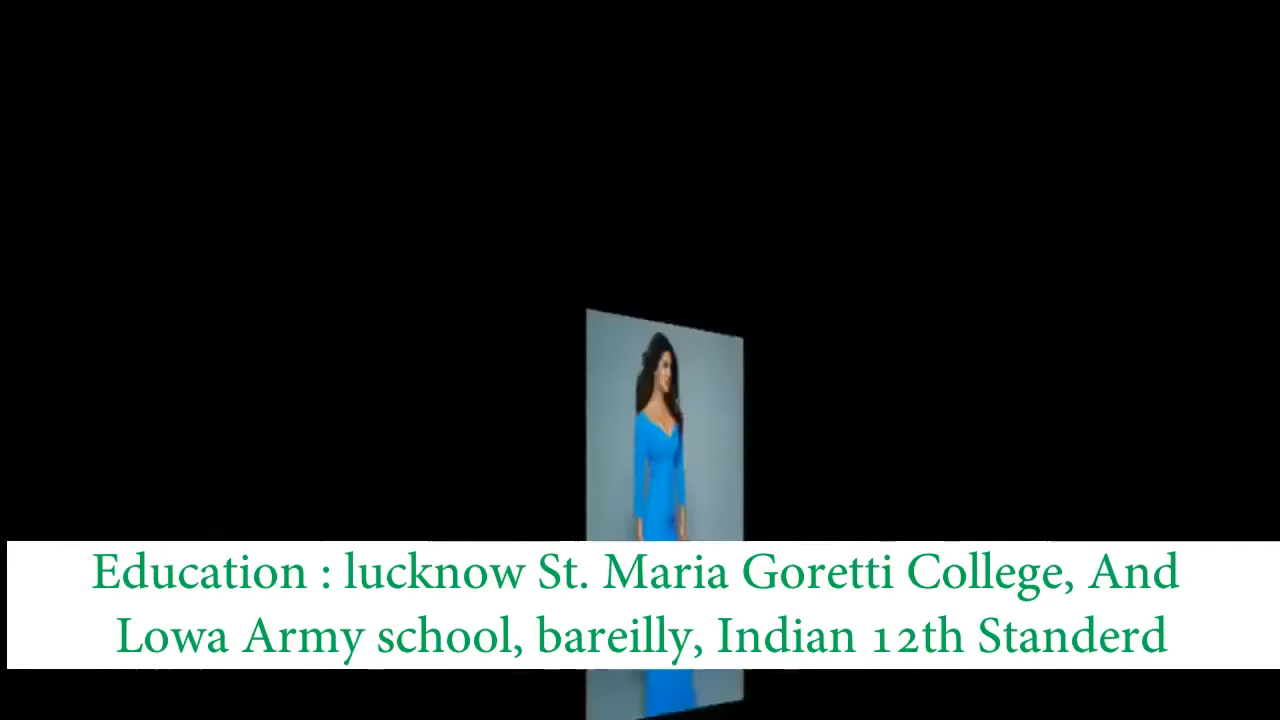 Education : lucknow St. Maria Goretti College, And
Lowa Army school, bareilly, Indian 12th Standerd